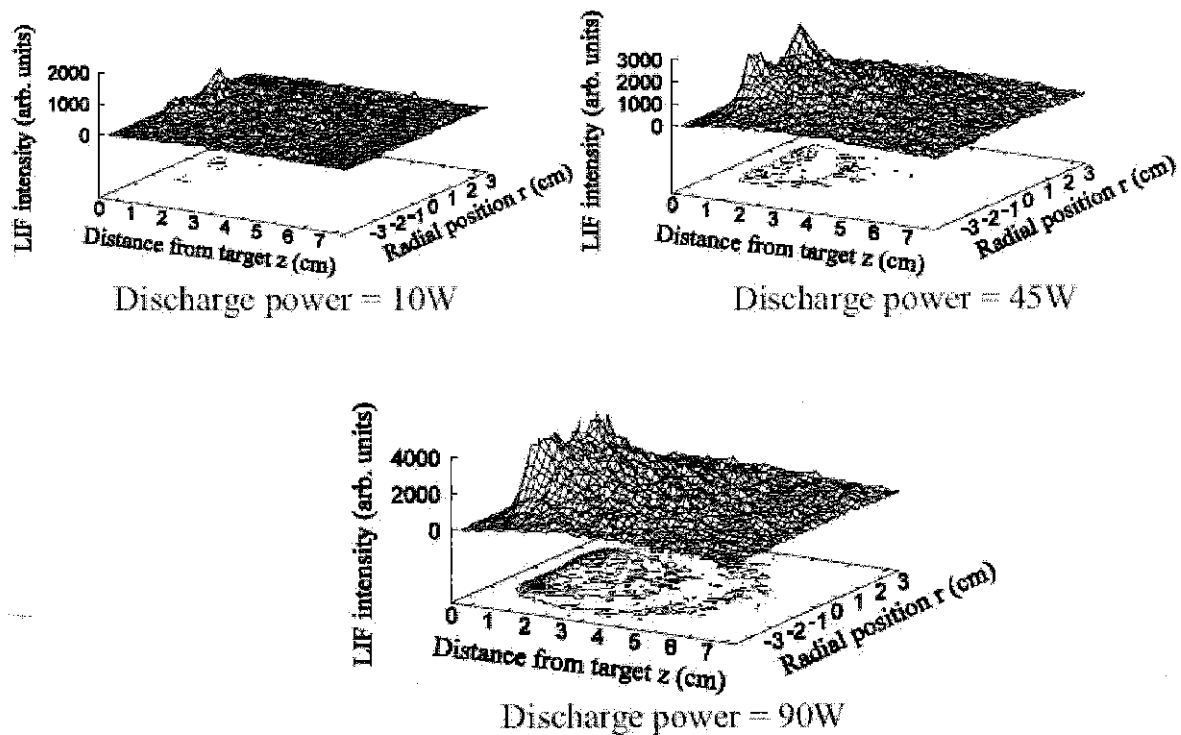 LIF intensity (arb. units)
2000
1000
0
0 1 2 3 4 5 6 7
Distance from target z (cm)
-3 -2 -1 0 1 2 3
Radial position r (cm)
Discharge power = 10W
LIF intensity (arb. units)
3000
2000
1000
0
0 1 2 3 4 5 6 7
Distance from target z (cm)
-3 -2 -1 0 1 2 3
Radial position r (cm)
Discharge power = 45W
LIF intensity (arb. units)
4000
2000
0
0 1 2 3 4 5 6 7
Distance from target z (cm)
-3 -2 -1 0 1 2 3
Radial position r (cm)
Discharge power = 90W